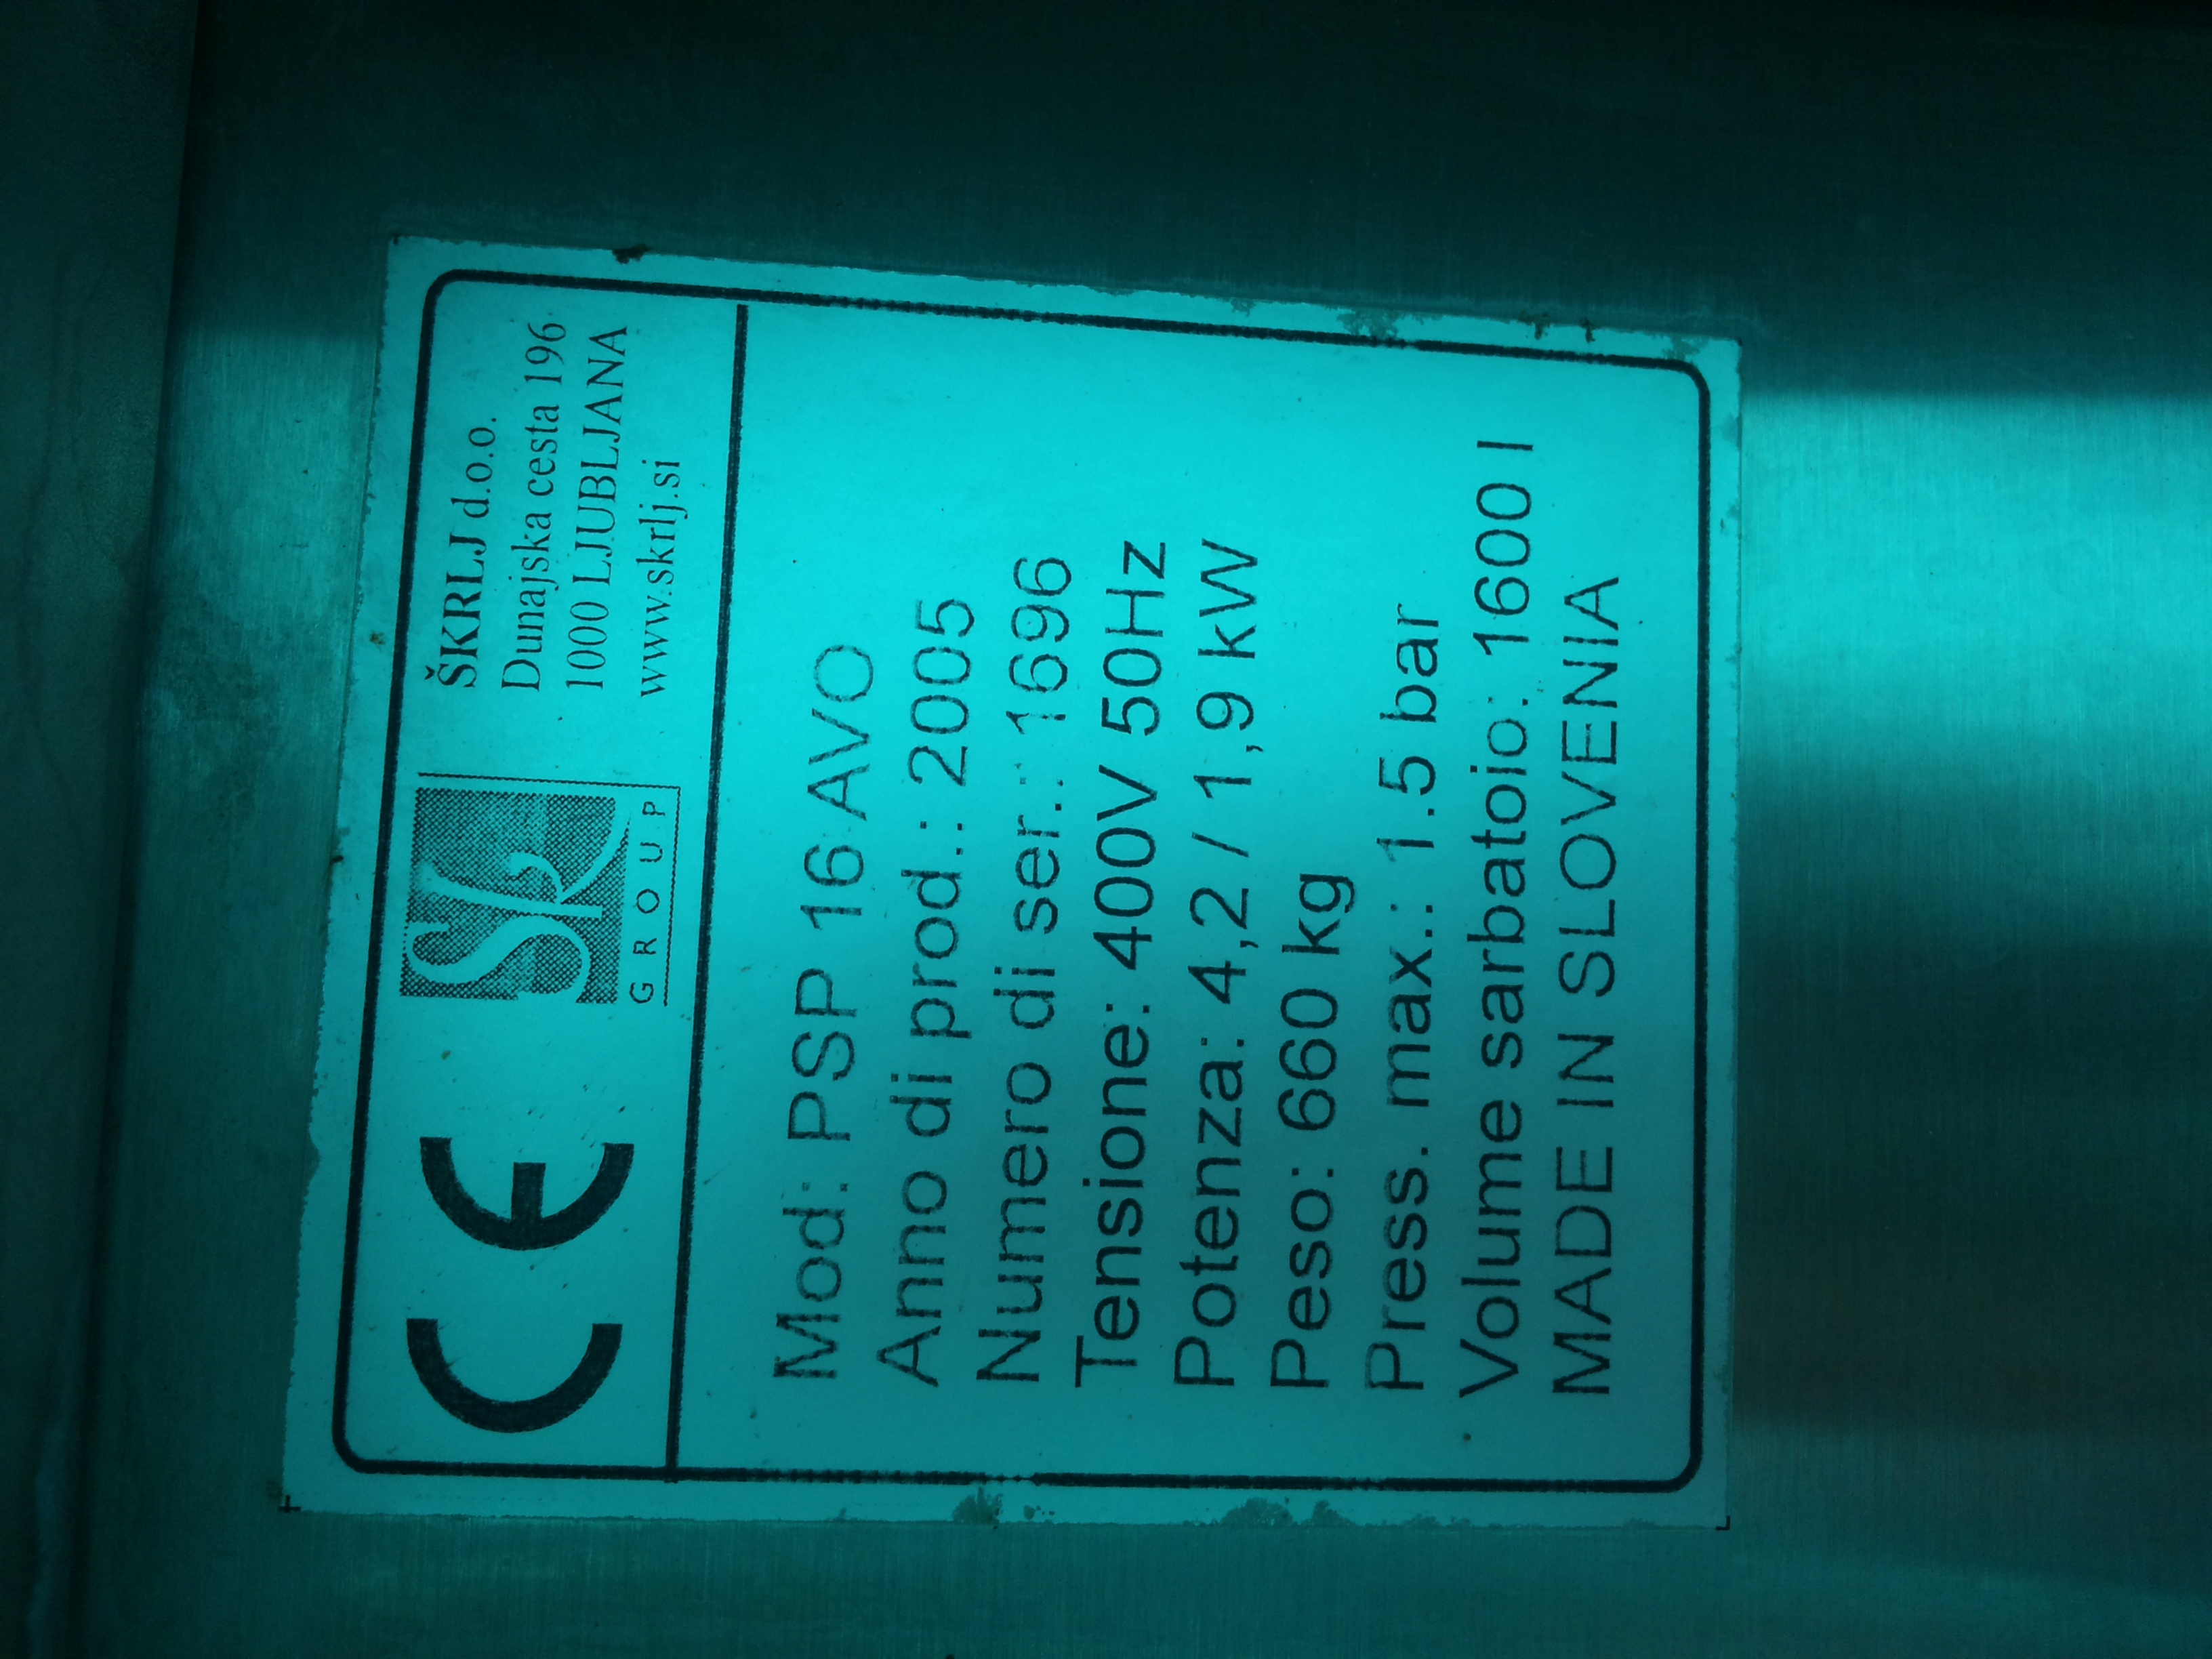 CE
SK
GROUP
ŠKRLJ d.o.o.
Dunajska cesta 196
1000 LJUBLJANA
www.skrlj.si
Mod: PSP 16 AVO
Anno di prod.: 2005
Numero di ser.: 1696
Tensione: 400V 50Hz
Potenza: 4,2 / 1,9 kW
Peso: 660 kg
Press. max.: 1.5 bar
Volume sarbatoio: 1600 l
MADE IN SLOVENIA